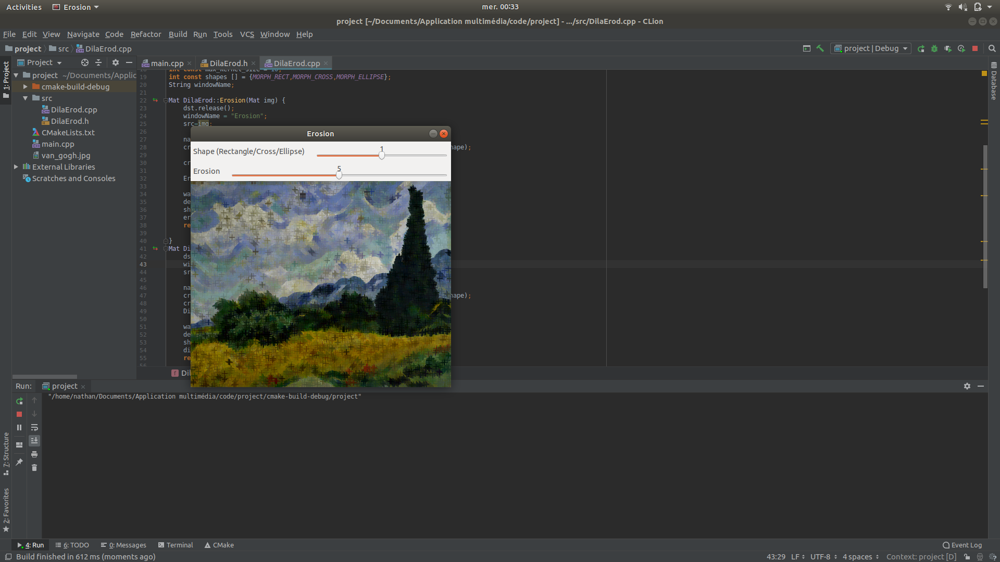 Activities Erosion mer. 00:33
project [~/Documents/Application multimédia/code/project] - .../src/DilaErod.cpp - CLion
File Edit View Navigate Code Refactor Build Run Tools VCS Window Help
project src DilaErod.cpp project | Debug
1: Project
Project
project ~/Documents/Applic
cmake-build-debug
src
DilaErod.cpp
DilaErod.h
CMakeLists.txt
main.cpp
van_gogh.jpg
External Libraries
Scratches and Consoles
main.cpp DilaErod.h DilaErod.cpp
18 int const max_kernel_size = 10;
19 int const shapes [] = {MORPH_RECT,MORPH_CROSS,MORPH_ELLIPSE};
20 String windowName;
21
22 Mat DilaErod::Erosion(Mat img) {
23 dst.release();
24 windowName = "Erosion";
25 src=img;
26
27 na
28 cr ape);
29
30 cr
31
32 Er
33
34 wa
35 de
36 sh
37 er
38 re
39
40 }
41 Mat Di
42 ds
43 wi
44 sr
45
46 na
47 cr ape);
48 cr
49 Di
50
51 wa
52 de
53 sh
54 di
55 re
56
f Dil
Erosion
Shape (Rectangle/Cross/Ellipse) 1
Erosion 5
Database
Run: project
"/home/nathan/Documents/Application multimédia/code/project/cmake-build-debug/project"
7: Structure
2: Favorites
4: Run 6: TODO 0: Messages Terminal CMake Event Log
Build finished in 612 ms (moments ago) 43:29 LF UTF-8 4 spaces Context: project [D]